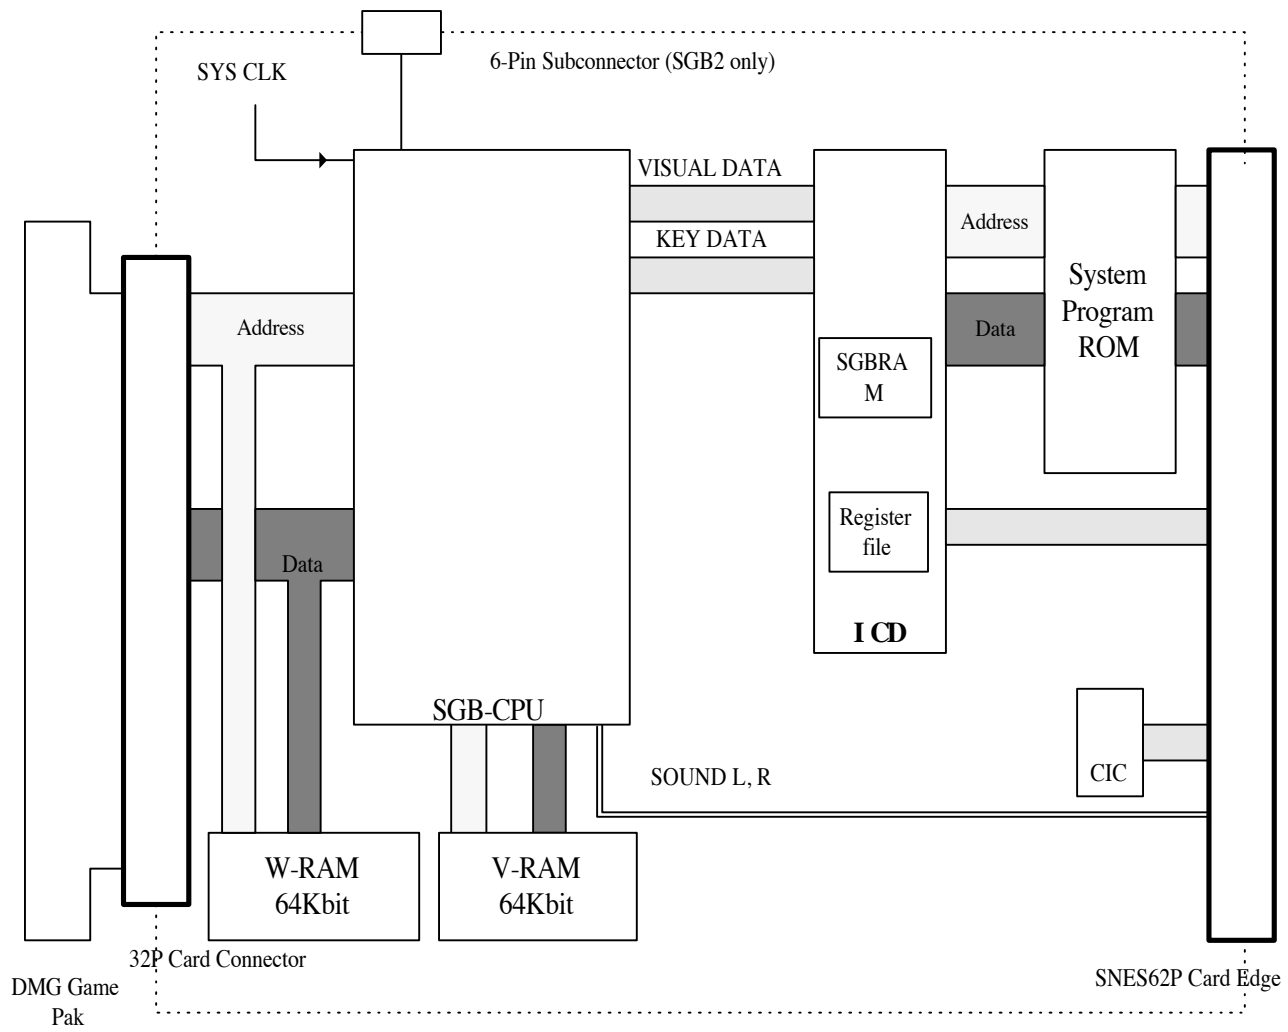 6-Pin Subconnector (SGB2 only)
SYS CLK
VISUAL DATA
KEY DATA
Address
System
Program
ROM
Address
Data
SGBRA
M
Register
file
Data
ICD
SGB-CPU
SOUND L, R
CIC
W-RAM
64Kbit
V-RAM
64Kbit
32P Card Connector
SNES62P Card Edge
DMG Game
Pak